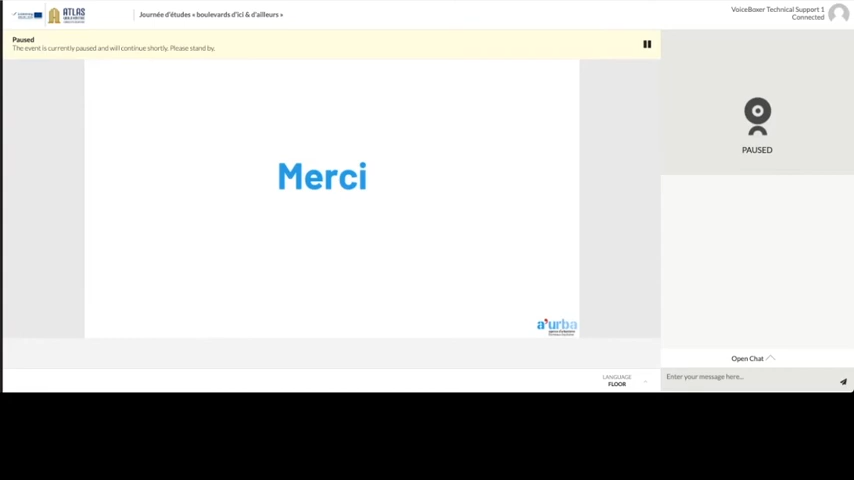 ATLAS
Journée d'études « boulevards d'ici & d'ailleurs »
VoiceBoxer Technical Support 1
Connected
Paused
The event is currently paused and will continue shortly. Please stand by.
PAUSED
Merci
a'urba
Open Chat
LANGUAGE
FLOOR
Enter your message here...